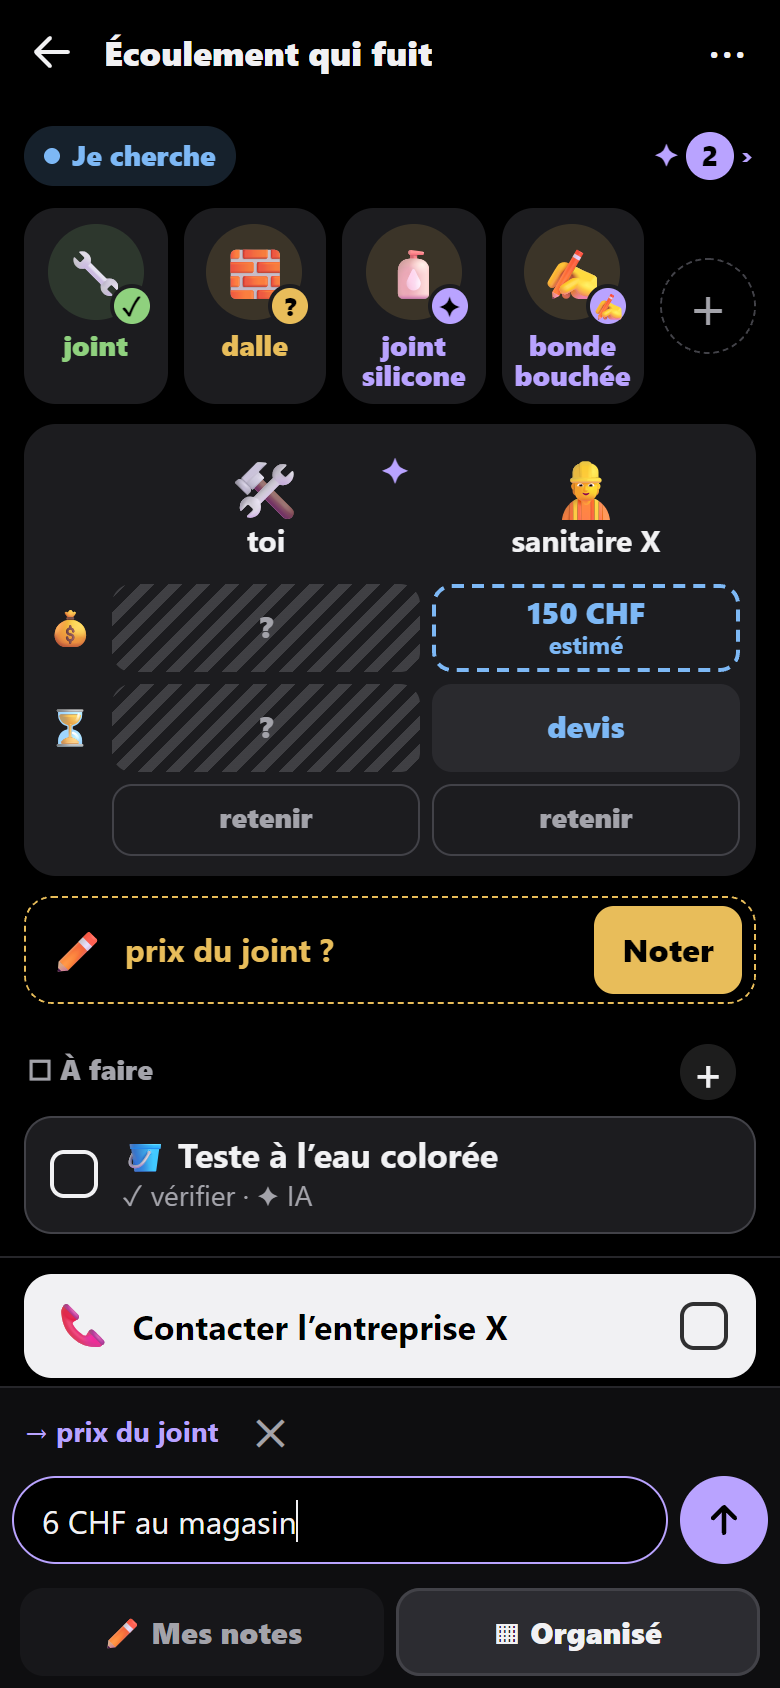 Écoulement qui fuit
Je cherche
2
joint
dalle
joint
silicone
bonde
bouchée
toi
sanitaire X
?
150 CHF
estimé
?
devis
retenir
retenir
prix du joint ?
Noter
À faire
Teste à l’eau colorée
✓ vérifier · ✦ IA
Contacter l’entreprise X
→ prix du joint
6 CHF au magasin
Mes notes
Organisé